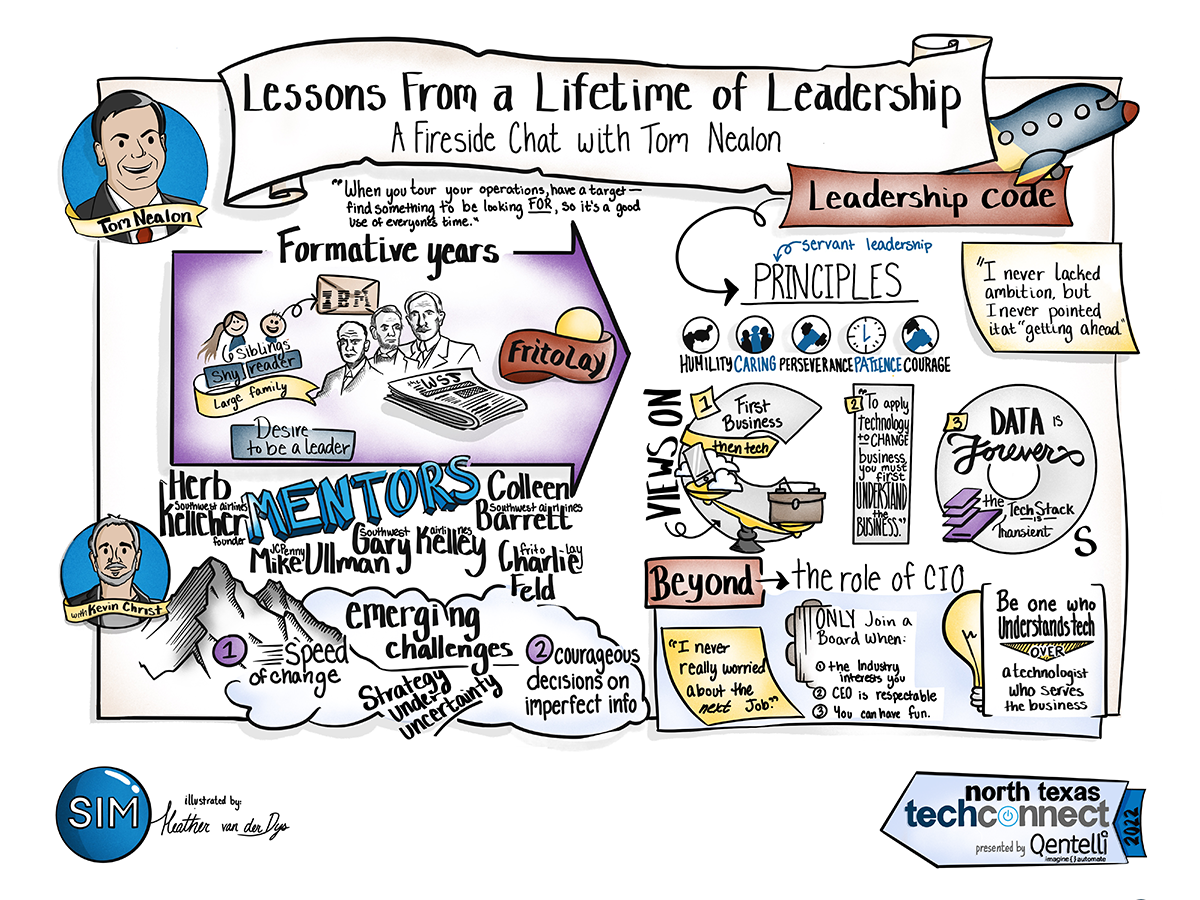 Lessons From a Lifetime of Leadership
A Fireside Chat with Tom Nealon
Tom Nealon
"When you tour your operations, have a target—
find something to be looking FOR, so it's a good
use of everyone's time."
Formative years
IBM
6 Siblings
Shy reader
Large family
Desire
to be a leader
the WSJ
FritoLay
MENTORS
Herb
Southwest airlines
Kelleher
founder
JCPenny
Mike Ullman
Southwest airlines
Gary Kelley
Colleen
Southwest airlines
Barrett
frito lay
Charlie
Feld
with Kevin Christ
emerging
challenges
1
speed
of change
Strategy
Under
Uncertainty
2 courageous
decisions on
imperfect info
Leadership code
servant leadership
PRINCIPLES
HUMILITY CARING PERSEVERANCE PATIENCE COURAGE
"I never lacked
ambition, but
I never pointed
it at "getting ahead."
VIEWS ON
1 First
Business
then tech
2 "To apply
technology
to CHANGE
business,
you must
first
UNDERSTAND
the
BUSINESS."
3 DATA is
Forever
the Tech Stack
IS
Transient
S
Beyond → the role of CIO
"I never
really worried
about the
next Job."
ONLY Join a
Board When:
① the Industry
interests you
② CEO is respectable
③ You can have fun.
Be one who
Understands tech
OVER
a technologist
who serves
the business
SIM
illustrated by:
Heather van der Dys
north texas
techconnect
presented by Qentelli
imagine { } automate
2022